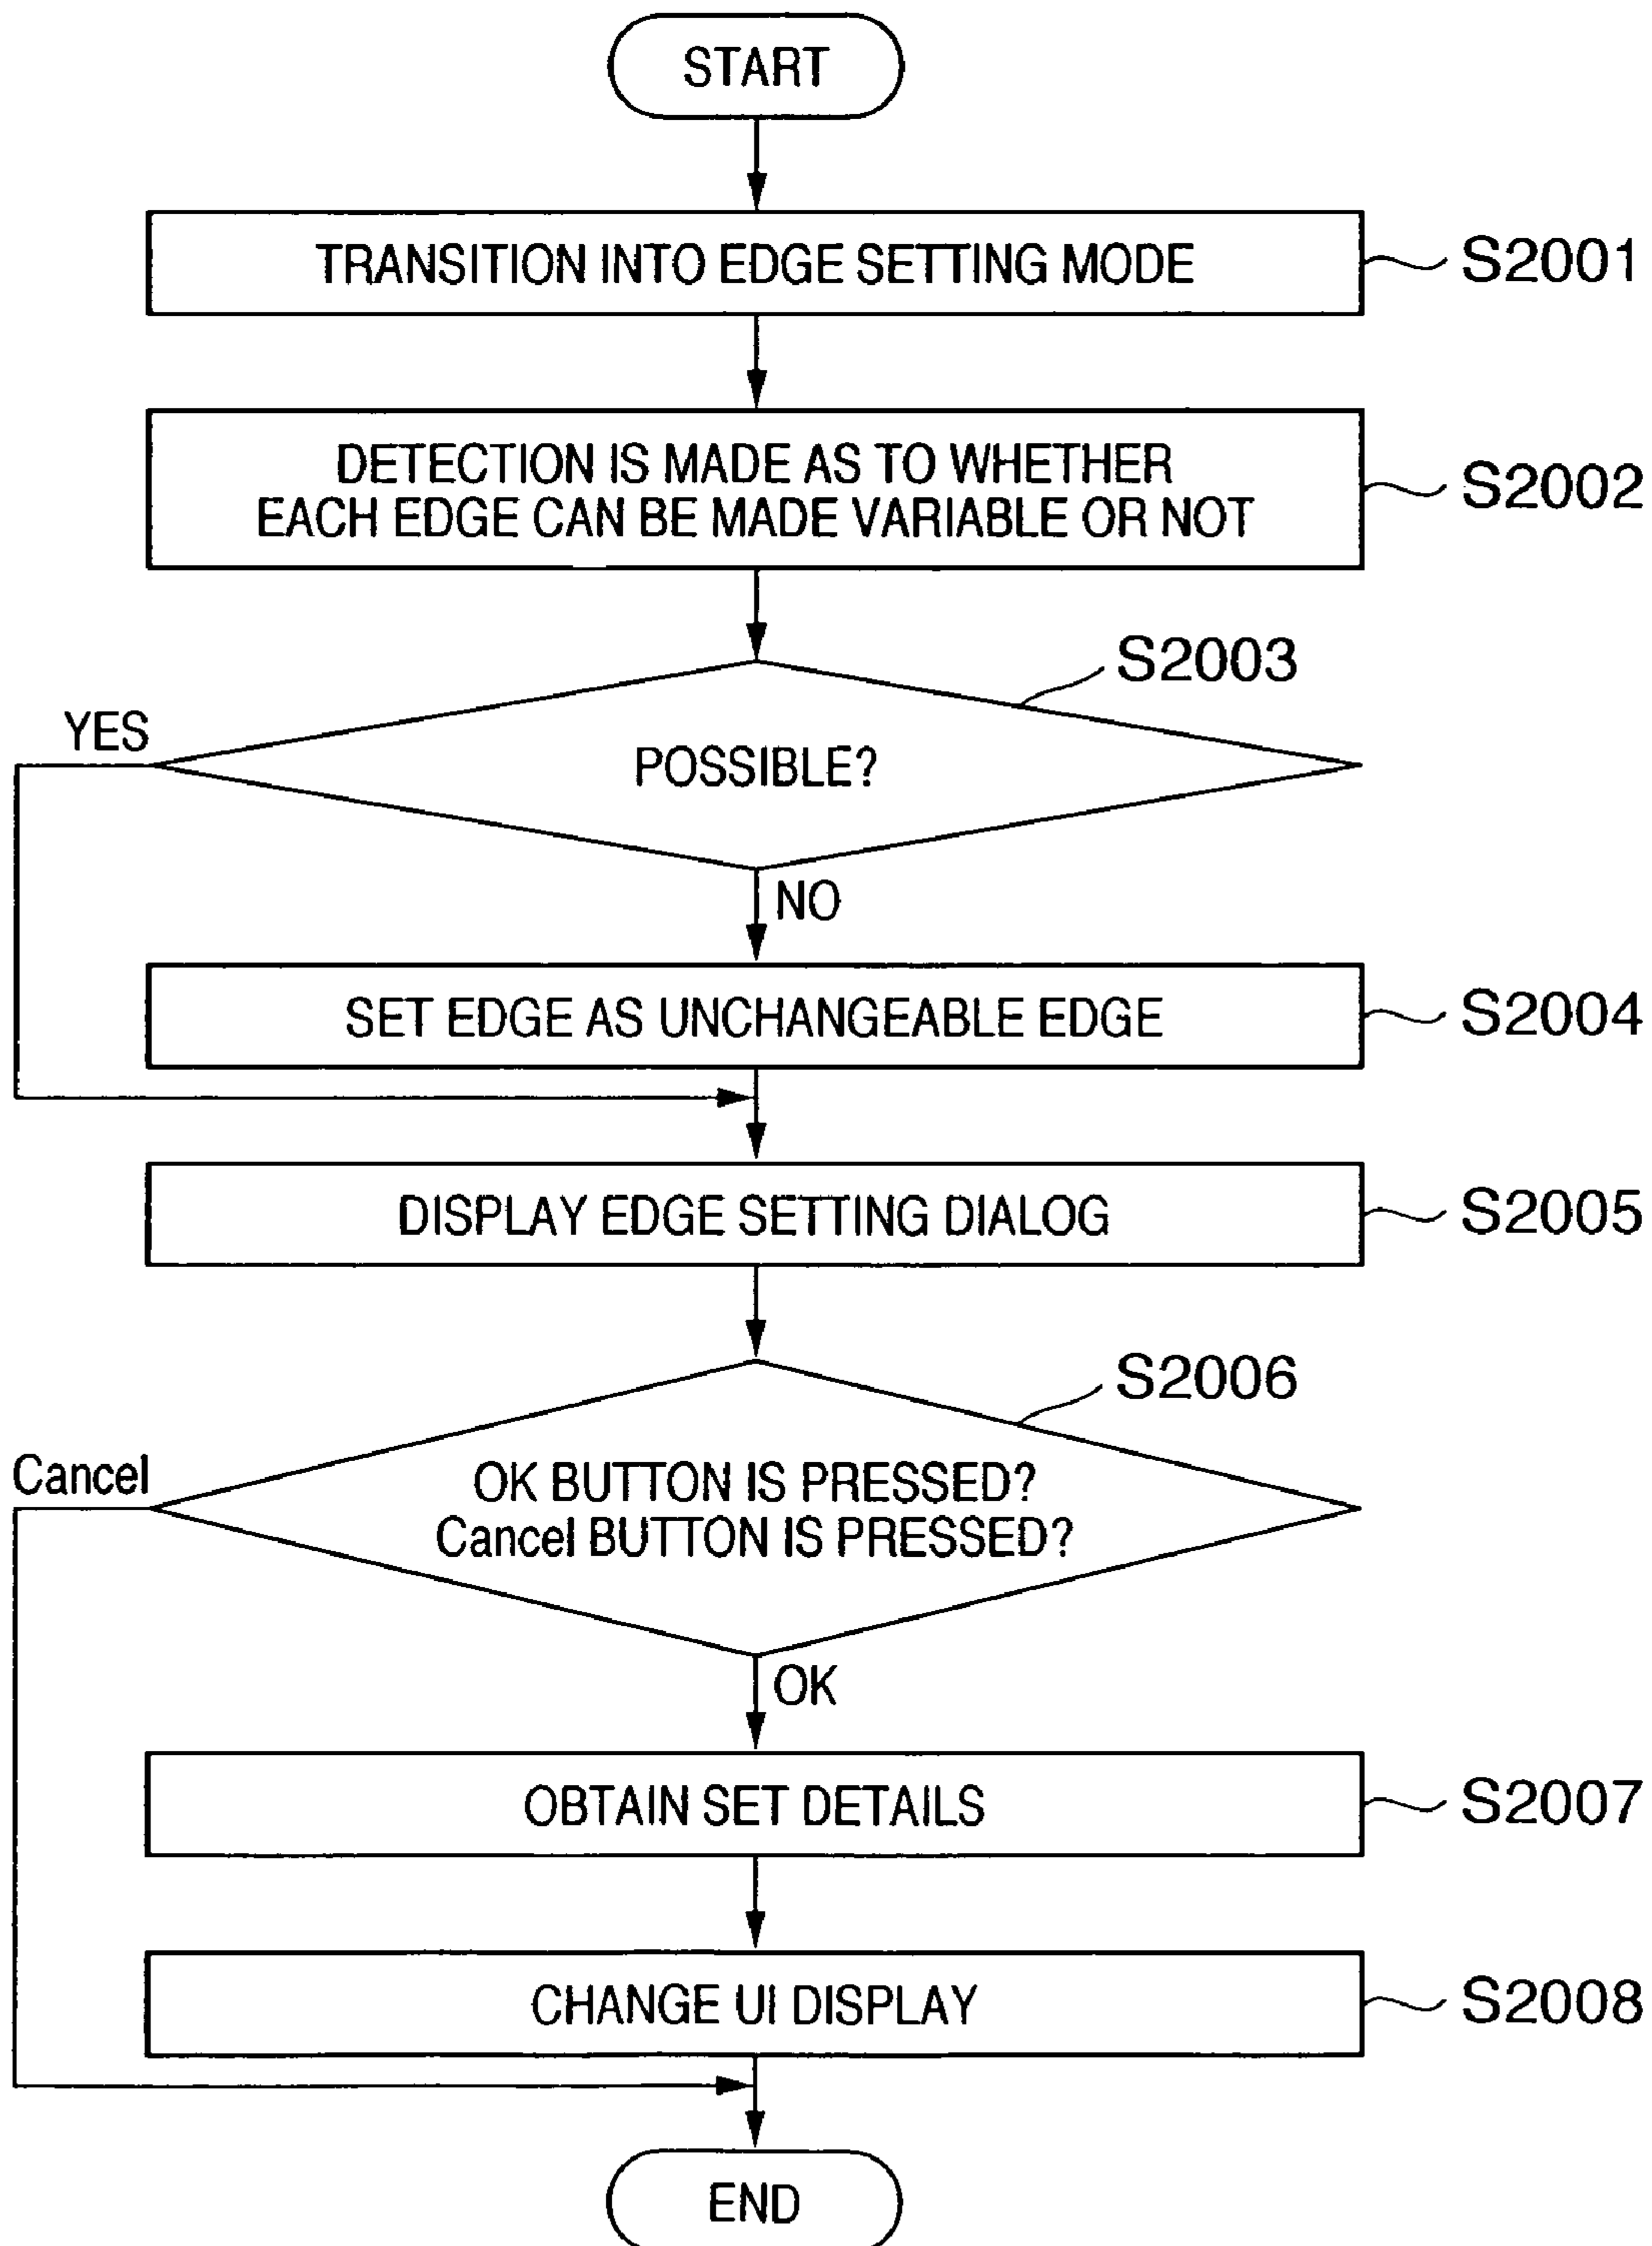 START
TRANSITION INTO EDGE SETTING MODE
S2001
DETECTION IS MADE AS TO WHETHER
EACH EDGE CAN BE MADE VARIABLE OR NOT
S2002
S2003
YES
POSSIBLE?
NO
SET EDGE AS UNCHANGEABLE EDGE
S2004
DISPLAY EDGE SETTING DIALOG
S2005
S2006
Cancel
OK BUTTON IS PRESSED?
Cancel BUTTON IS PRESSED?
OK
OBTAIN SET DETAILS
S2007
CHANGE UI DISPLAY
S2008
END